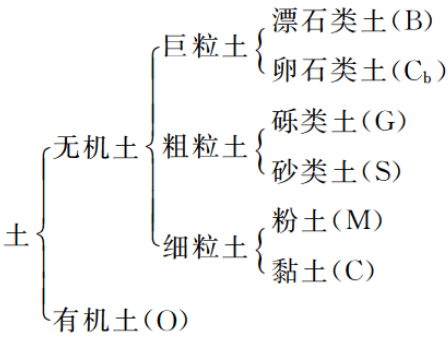 漂石类土(B)
巨粒土
卵石类土(Cb)
砾类土(G)
无机土
粗粒土
砂类土(S)
土
粉土(M)
细粒土
黏土(C)
有机土(O)